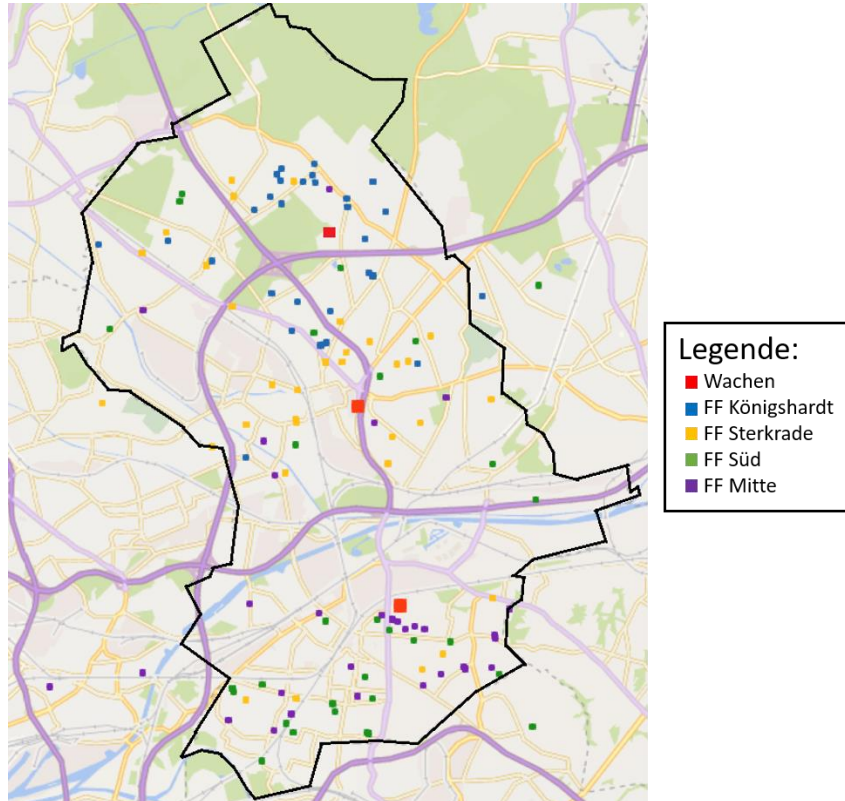 Legende:
Wachen
FF Königshardt
FF Sterkrade
FF Süd
FF Mitte